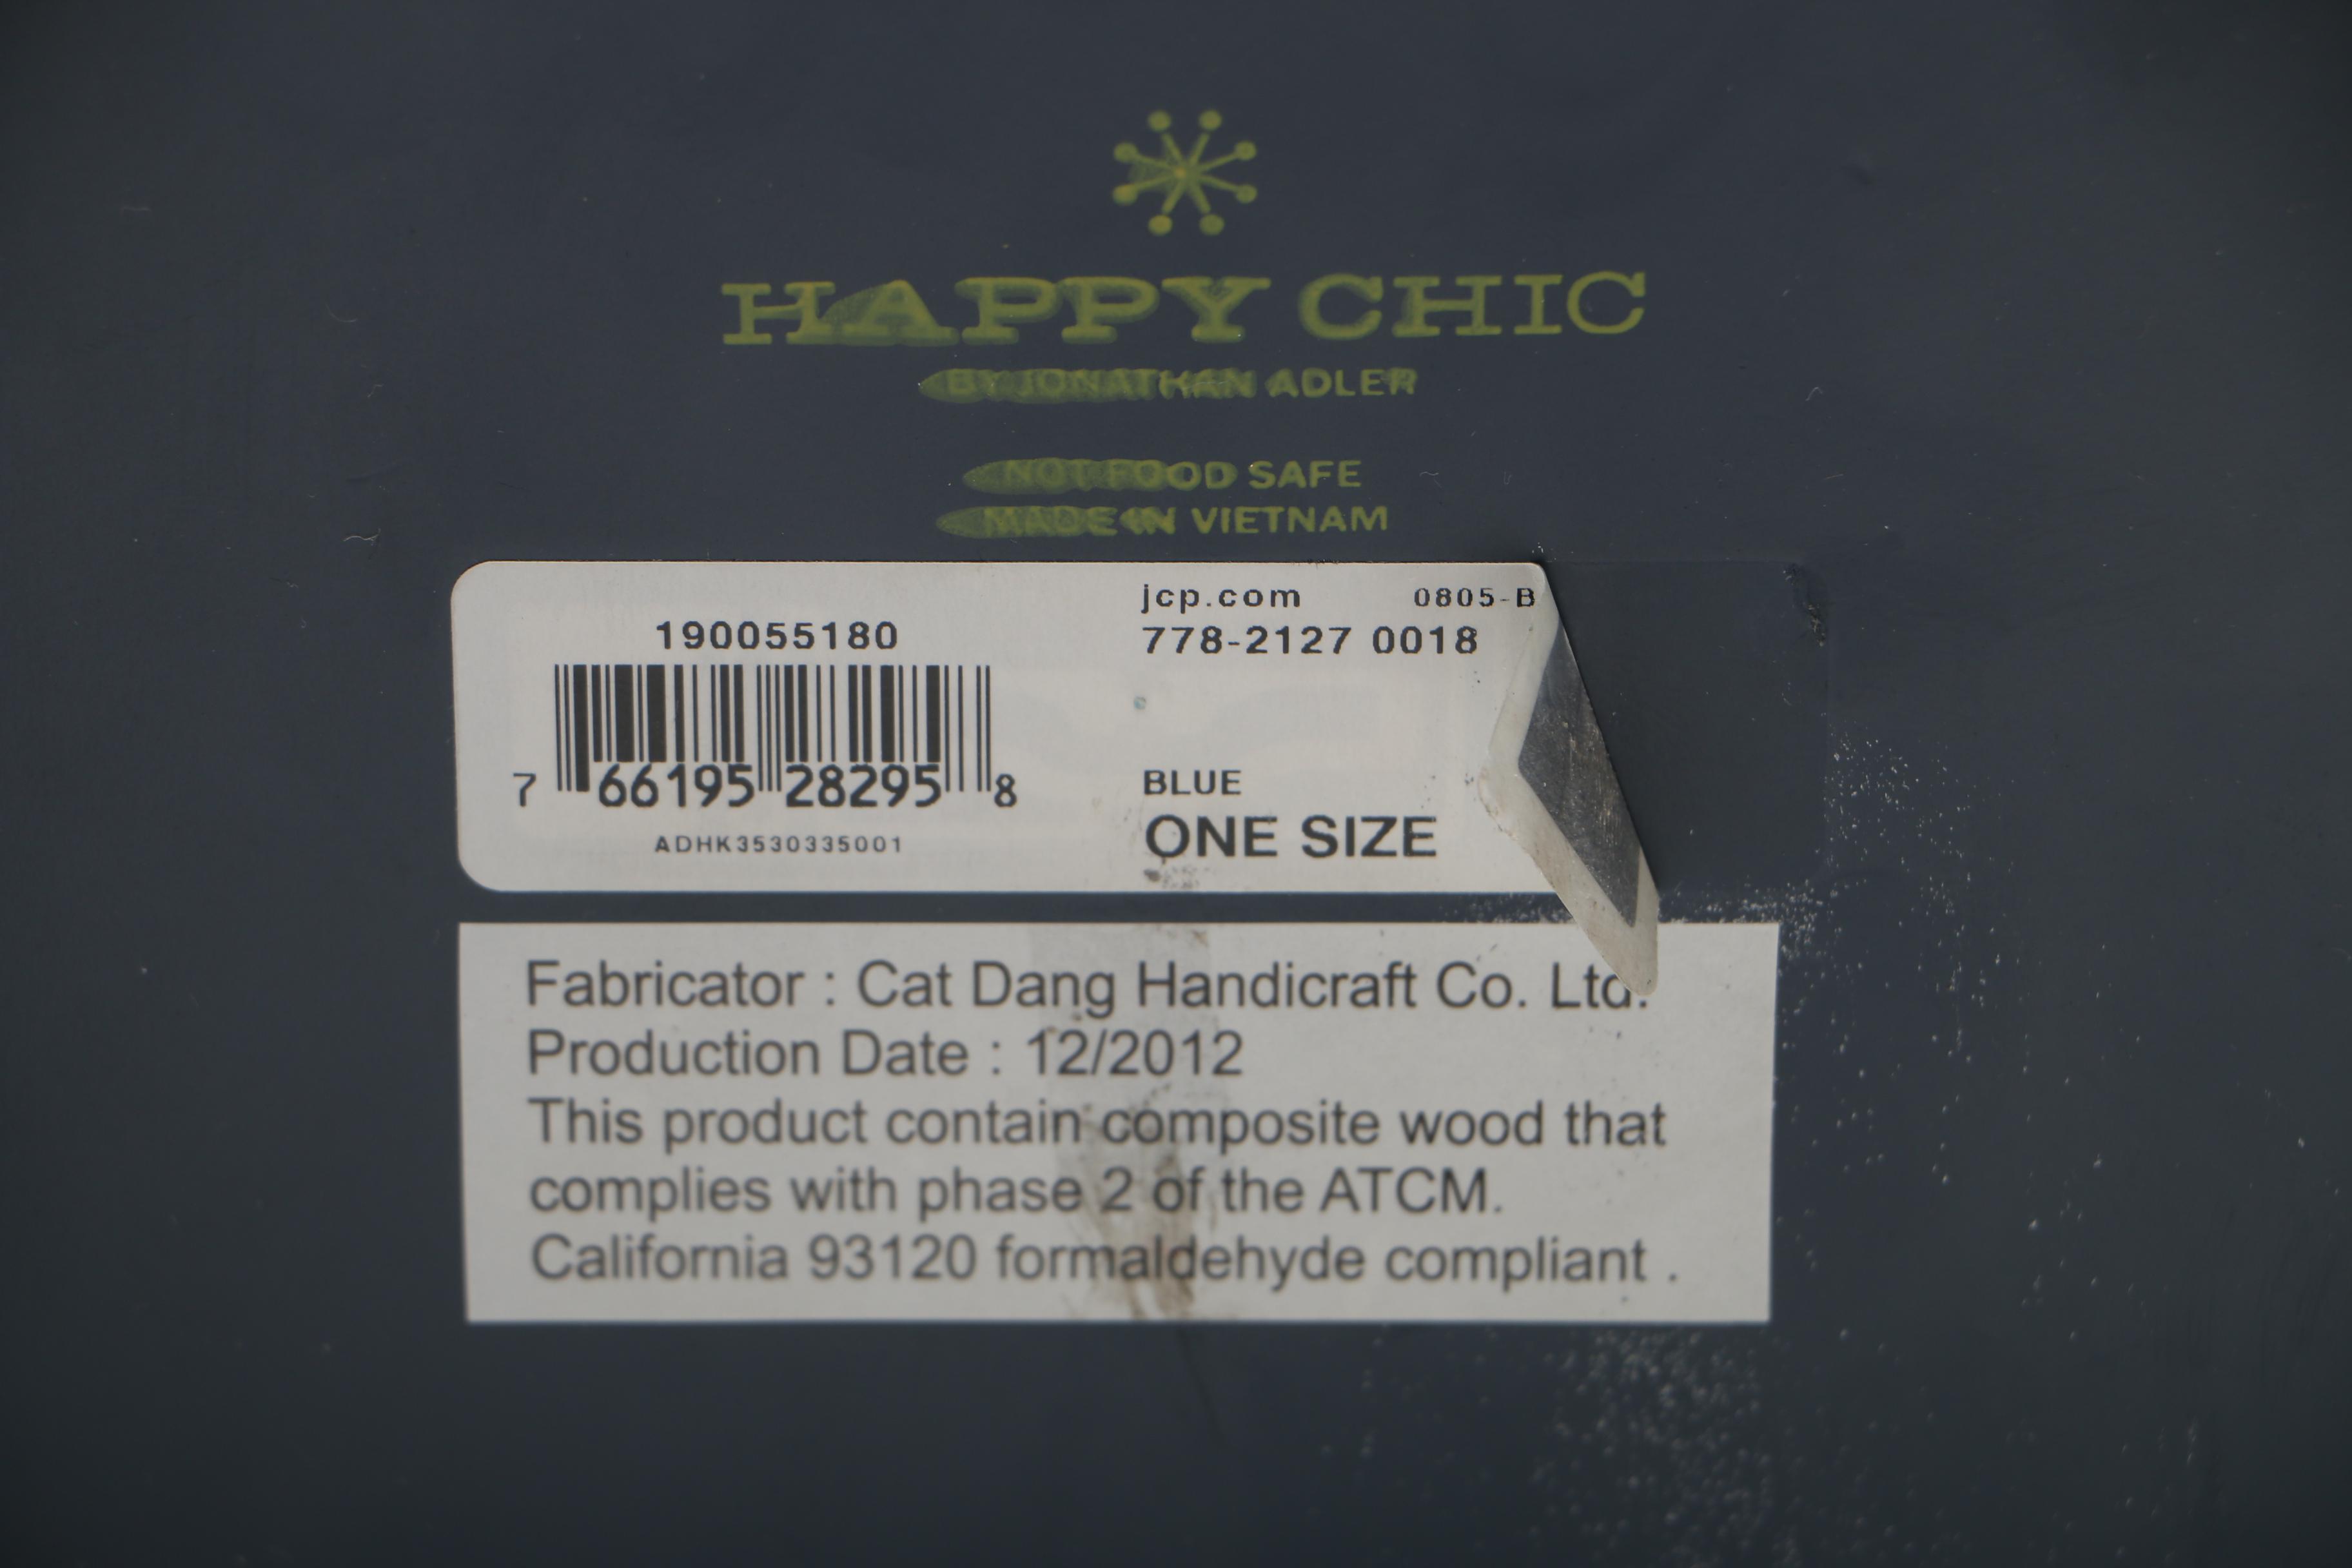 HAPPY CHIC
BY JONATHAN ADLER
NOT FOOD SAFE
MADE IN VIETNAM
jcp.com 0805-B
190055180 778-2127 0018
7 66195 28295 8
BLUE
ADHK3530335001 ONE SIZE
Fabricator : Cat Dang Handicraft Co. Ltd.
Production Date : 12/2012
This product contain composite wood that
complies with phase 2 of the ATCM.
California 93120 formaldehyde compliant .